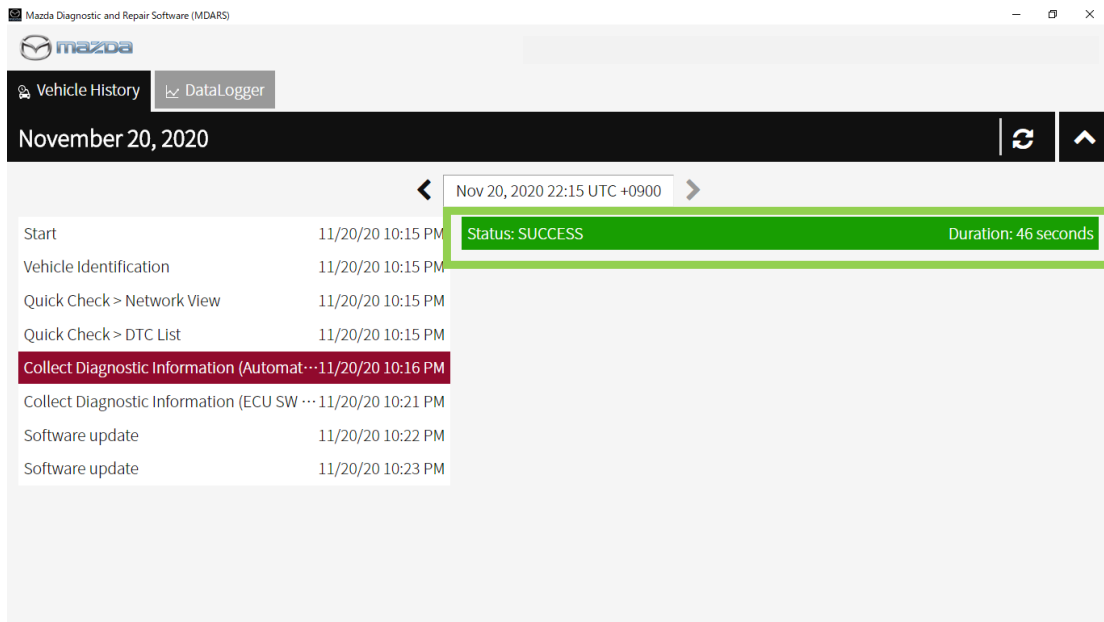 Mazda Diagnostic and Repair Software (MDARS)
mazda
Vehicle History DataLogger
November 20, 2020
Nov 20, 2020 22:15 UTC +0900
Start 11/20/20 10:15 PM
Status: SUCCESS Duration: 46 seconds
Vehicle Identification 11/20/20 10:15 PM
Quick Check > Network View 11/20/20 10:15 PM
Quick Check > DTC List 11/20/20 10:15 PM
Collect Diagnostic Information (Automat⋯11/20/20 10:16 PM
Collect Diagnostic Information (ECU SW ⋯11/20/20 10:21 PM
Software update 11/20/20 10:22 PM
Software update 11/20/20 10:23 PM